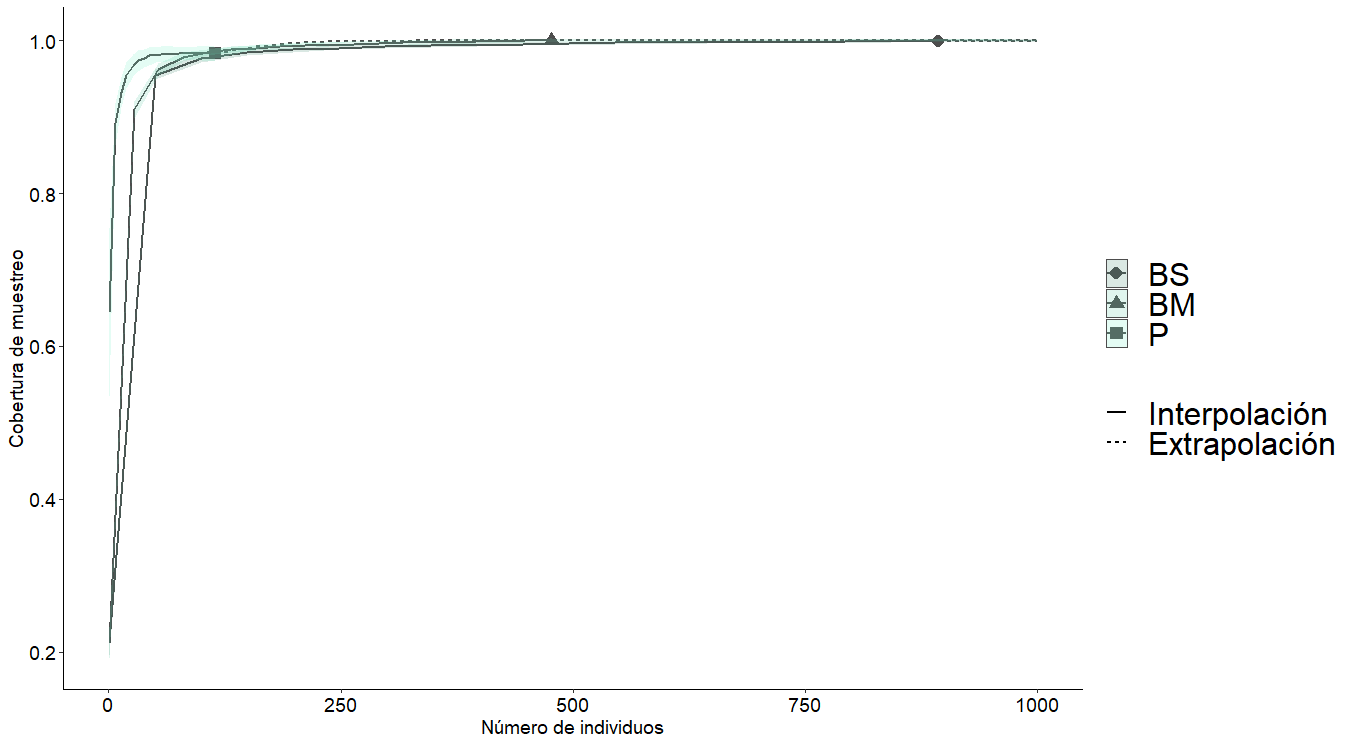 1.0
0.8
0.6
0.4
0.2
Cobertura de muestreo
0
250
500
750
1000
Número de individuos
BS
BM
P
Interpolación
Extrapolación